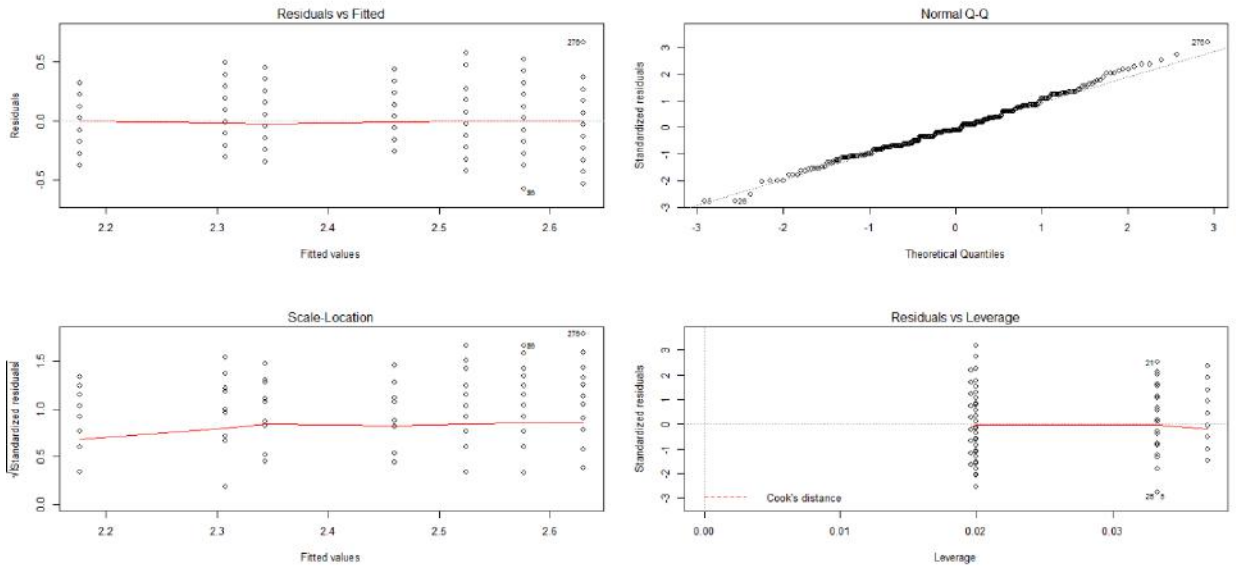 Residuals vs Fitted
Residuals
0.5
0.0
-0.5
276
2.2 2.3 2.4 2.5 2.6
Fitted values
Normal Q-Q
Standardized residuals
3
2
1
0
-1
-2
-3
276
-3 -2 -1 0 1 2 3
Theoretical Quantiles
Scale-Location
√|Standardized residuals|
1.5
1.0
0.5
0.0
276
2.2 2.3 2.4 2.5 2.6
Fitted values
Residuals vs Leverage
Standardized residuals
3
2
1
0
-1
-2
-3
21
Cook's distance
0.00 0.01 0.02 0.03
Leverage